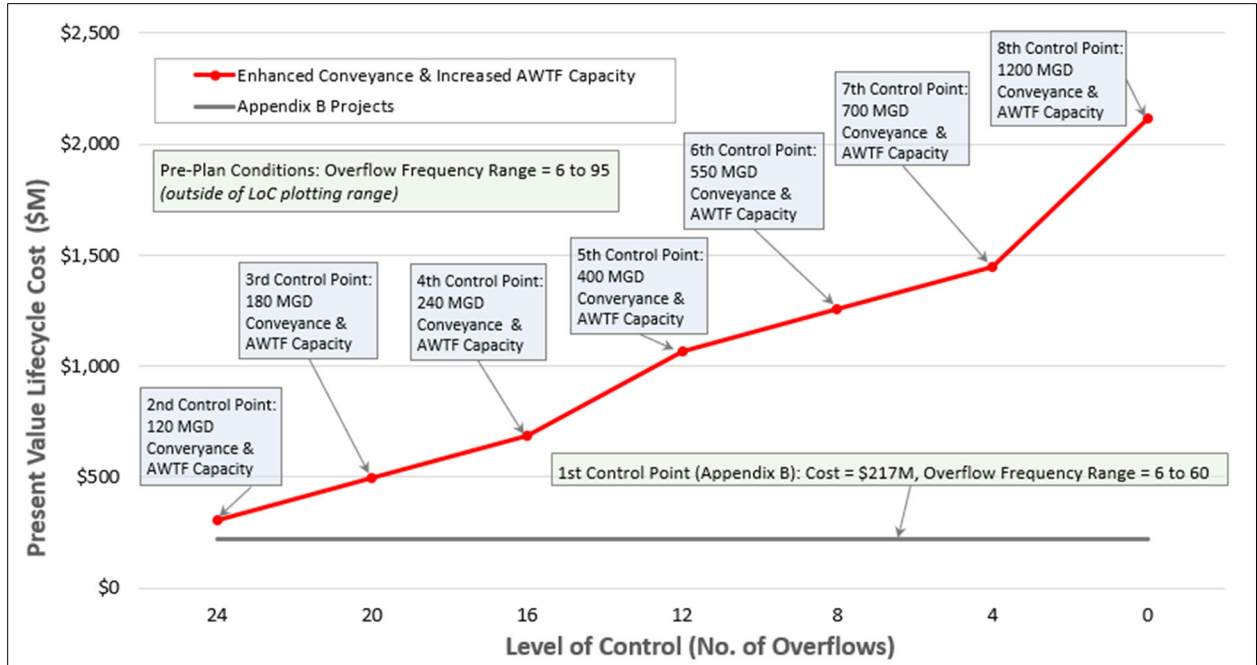 $2,500
$2,000
$1,500
$1,000
$500
$0
Present Value Lifecycle Cost ($M)
Enhanced Conveyance & Increased AWTF Capacity
Appendix B Projects
Pre-Plan Conditions: Overflow Frequency Range = 6 to 95
(outside of LoC plotting range)
2nd Control Point:
120 MGD
Converyance &
AWTF Capacity
3rd Control Point:
180 MGD
Conveyance &
AWTF Capacity
4th Control Point:
240 MGD
Conveyance &
AWTF Capacity
5th Control Point:
400 MGD
Converyance &
AWTF Capacity
6th Control Point:
550 MGD
Conveyance &
AWTF Capacity
7th Control Point:
700 MGD
Conveyance &
AWTF Capacity
8th Control Point:
1200 MGD
Conveyance &
AWTF Capacity
1st Control Point (Appendix B): Cost = $217M, Overflow Frequency Range = 6 to 60
24 20 16 12 8 4 0
Level of Control (No. of Overflows)